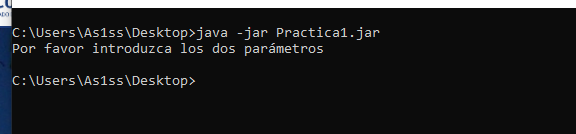 C:\Users\As1ss\Desktop>java -jar Practica1.jar
Por favor introduzca los dos parámetros
C:\Users\As1ss\Desktop>